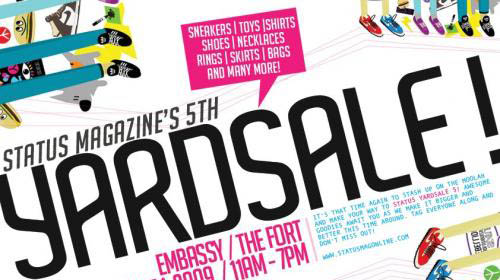 SNEAKERS | TOYS |SHIRTS
SHOES | NECKLACES
RINGS | SKIRTS | BAGS
AND MANY MORE!
STATUS MAGAZINE'S 5TH
YARDSALE!
IT'S THAT TIME AGAIN TO STASH UP ON THE MOOLAH
AND MAKE YOUR WAY TO STATUS YARDSALE 5! AWESOME
GOODIES AWAIT YOU AS WE MAKE IT BIGGER AND
BETTER THIS TIME AROUND. TAG EVERYONE ALONG AND
DON'T MISS OUT!
WWW.STATUSMAGONLINE.COM
EMBASSY / THE FORT
/ 11AM - 7PM